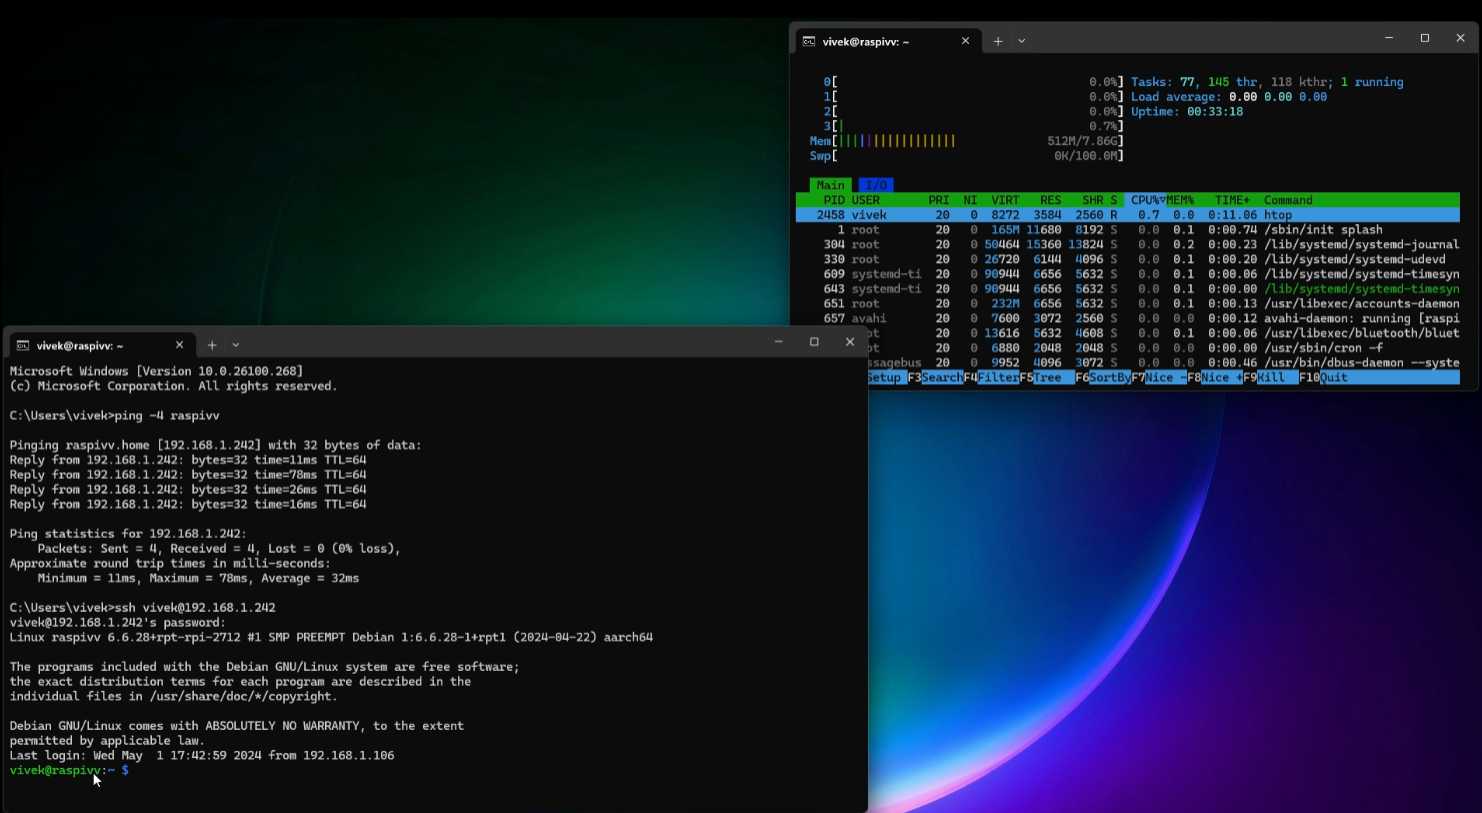 vivek@raspivv: ~
0[ 0.0%] Tasks: 77, 145 thr, 118 kthr; 1 running
1[ 0.0%] Load average: 0.00 0.00 0.00
2[ 0.0%] Uptime: 00:33:18
3[| 0.7%]
Mem[|||||||||||||||||| 512M/7.86G]
Swp[ 0K/100.0M]
Main I/O
PID USER PRI NI VIRT RES SHR S CPU%▽MEM% TIME+ Command
2458 vivek 20 0 8272 3584 2560 R 0.7 0.0 0:11.06 htop
1 root 20 0 165M 11680 8192 S 0.0 0.1 0:00.74 /sbin/init splash
304 root 20 0 50464 15360 13824 S 0.0 0.2 0:00.23 /lib/systemd/systemd-journal
330 root 20 0 26720 6144 4096 S 0.0 0.1 0:00.20 /lib/systemd/systemd-udevd
609 systemd-ti 20 0 90944 6656 5632 S 0.0 0.1 0:00.06 /lib/systemd/systemd-timesyn
643 systemd-ti 20 0 90944 6656 5632 S 0.0 0.1 0:00.00 /lib/systemd/systemd-timesyn
651 root 20 0 232M 6656 5632 S 0.0 0.1 0:00.13 /usr/libexec/accounts-daemon
657 avahi 20 0 7600 3072 2560 S 0.0 0.0 0:00.12 avahi-daemon: running [raspi
ot 20 0 13616 5632 4608 S 0.0 0.1 0:00.06 /usr/libexec/bluetooth/bluet
ot 20 0 6880 2048 2048 S 0.0 0.0 0:00.00 /usr/sbin/cron -f
ssagebus 20 0 9952 4096 3072 S 0.0 0.0 0:00.46 /usr/bin/dbus-daemon --syste
Setup F3Search F4Filter F5Tree F6SortBy F7Nice - F8Nice + F9Kill F10Quit
vivek@raspivv: ~
Microsoft Windows [Version 10.0.26100.268]
(c) Microsoft Corporation. All rights reserved.
C:\Users\vivek>ping -4 raspivv
Pinging raspivv.home [192.168.1.242] with 32 bytes of data:
Reply from 192.168.1.242: bytes=32 time=11ms TTL=64
Reply from 192.168.1.242: bytes=32 time=78ms TTL=64
Reply from 192.168.1.242: bytes=32 time=26ms TTL=64
Reply from 192.168.1.242: bytes=32 time=16ms TTL=64
Ping statistics for 192.168.1.242:
Packets: Sent = 4, Received = 4, Lost = 0 (0% loss),
Approximate round trip times in milli-seconds:
Minimum = 11ms, Maximum = 78ms, Average = 32ms
C:\Users\vivek>ssh vivek@192.168.1.242
vivek@192.168.1.242's password:
Linux raspivv 6.6.28+rpt-rpi-2712 #1 SMP PREEMPT Debian 1:6.6.28-1+rpt1 (2024-04-22) aarch64
The programs included with the Debian GNU/Linux system are free software;
the exact distribution terms for each program are described in the
individual files in /usr/share/doc/*/copyright.
Debian GNU/Linux comes with ABSOLUTELY NO WARRANTY, to the extent
permitted by applicable law.
Last login: Wed May 1 17:42:59 2024 from 192.168.1.106
vivek@raspivv:~ $